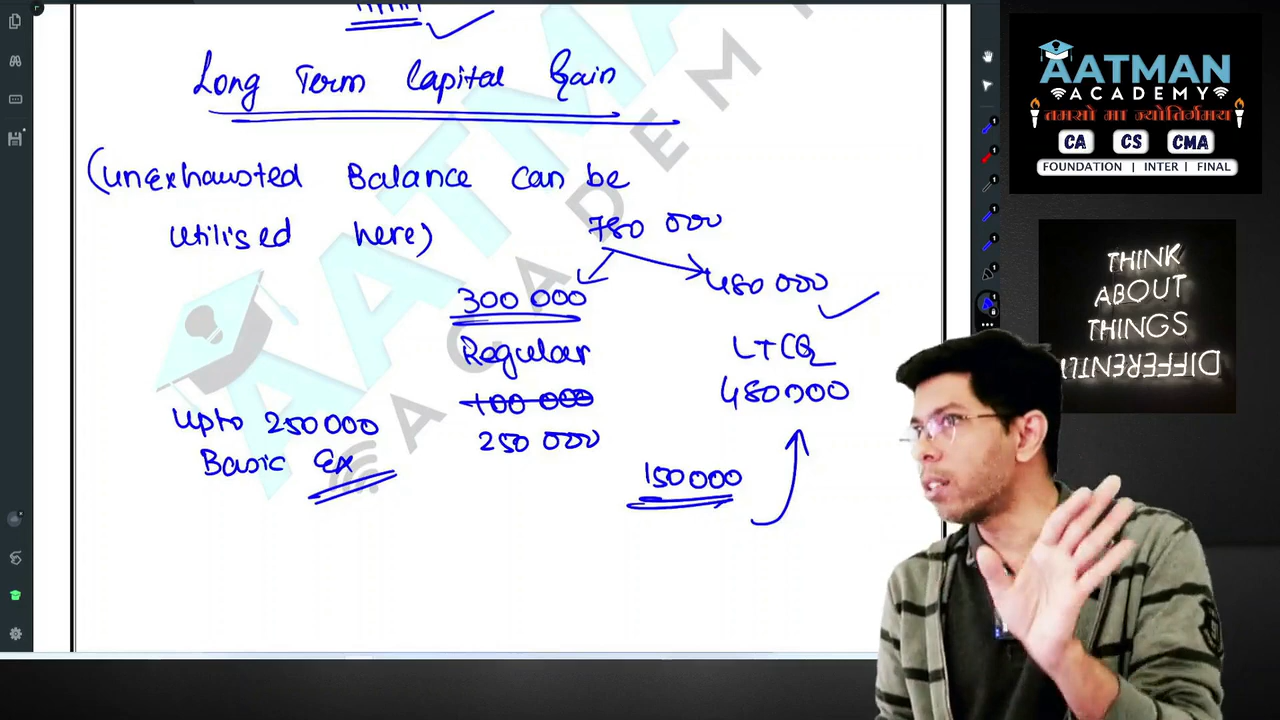 Long Term Capital Gain
(unexhausted Balance can be
utilised here)
780 000
300 000
480 000
Regular
LTCG
100 000
480000
Upto 250000
250 000
Basic Ex
150000
AATMAN
ACADEMY
तमसो मा ज्योतिर्गमय
CA CS CMA
FOUNDATION | INTER | FINAL
THINK
ABOUT
THINGS
DIFFERENTLY
AATMAN
ACADEM